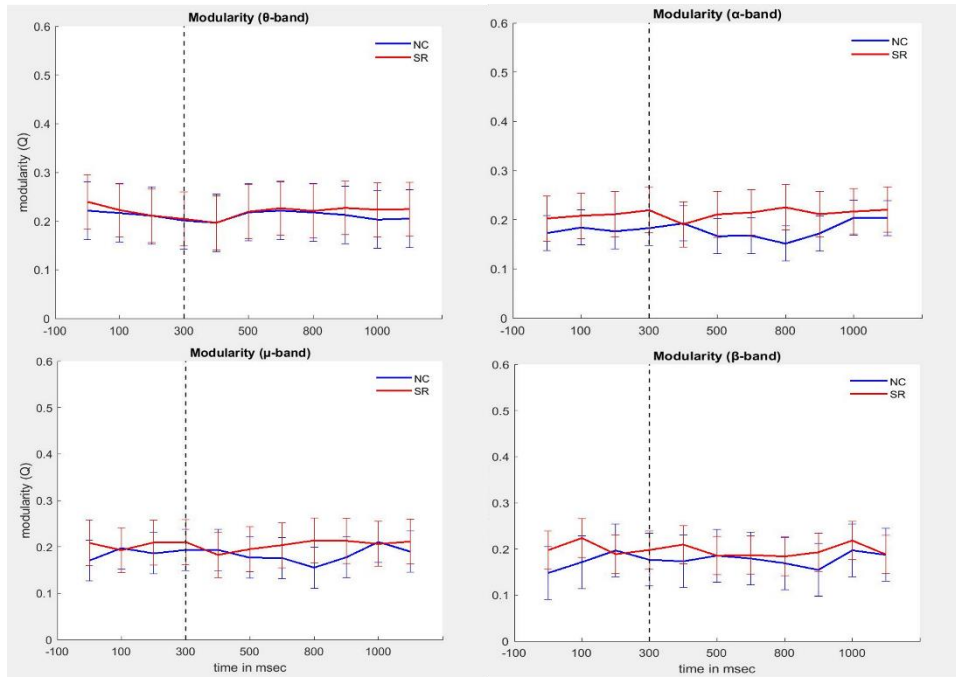 Modularity (θ-band)
0.6
0.5
0.4
0.3
0.2
0.1
0
modularity (Q)
-100 100 300 500 800 1000
NC
SR
Modularity (α-band)
0.6
0.5
0.4
0.3
0.2
0.1
0
-100 100 300 500 800 1000
NC
SR
Modularity (μ-band)
0.6
0.5
0.4
0.3
0.2
0.1
0
modularity (Q)
-100 100 300 500 800 1000
time in msec
NC
SR
Modularity (β-band)
0.6
0.5
0.4
0.3
0.2
0.1
0
-100 100 300 500 800 1000
time in msec
NC
SR